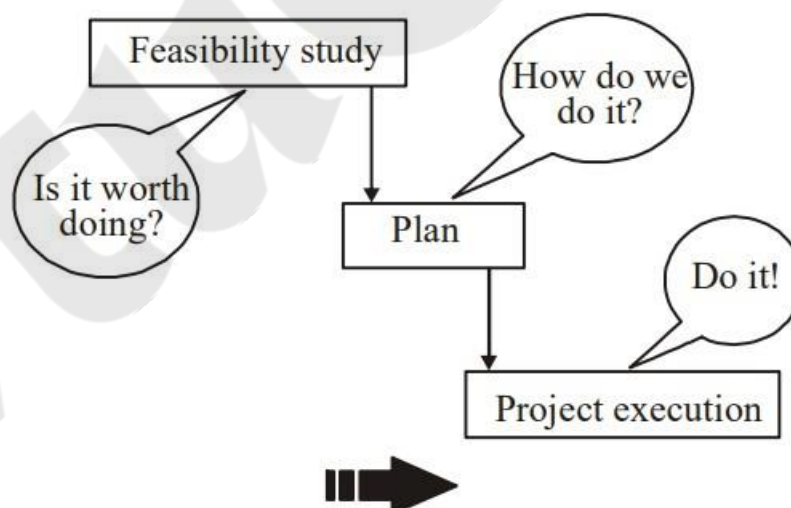 Feasibility study
How do we
do it?
Is it worth
doing?
Plan
Do it!
Project execution